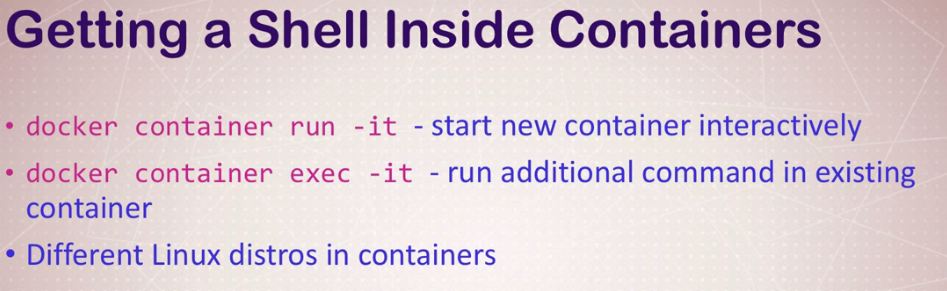 Getting a Shell Inside Containers
• docker container run -it - start new container interactively
• docker container exec -it - run additional command in existing
container
• Different Linux distros in containers